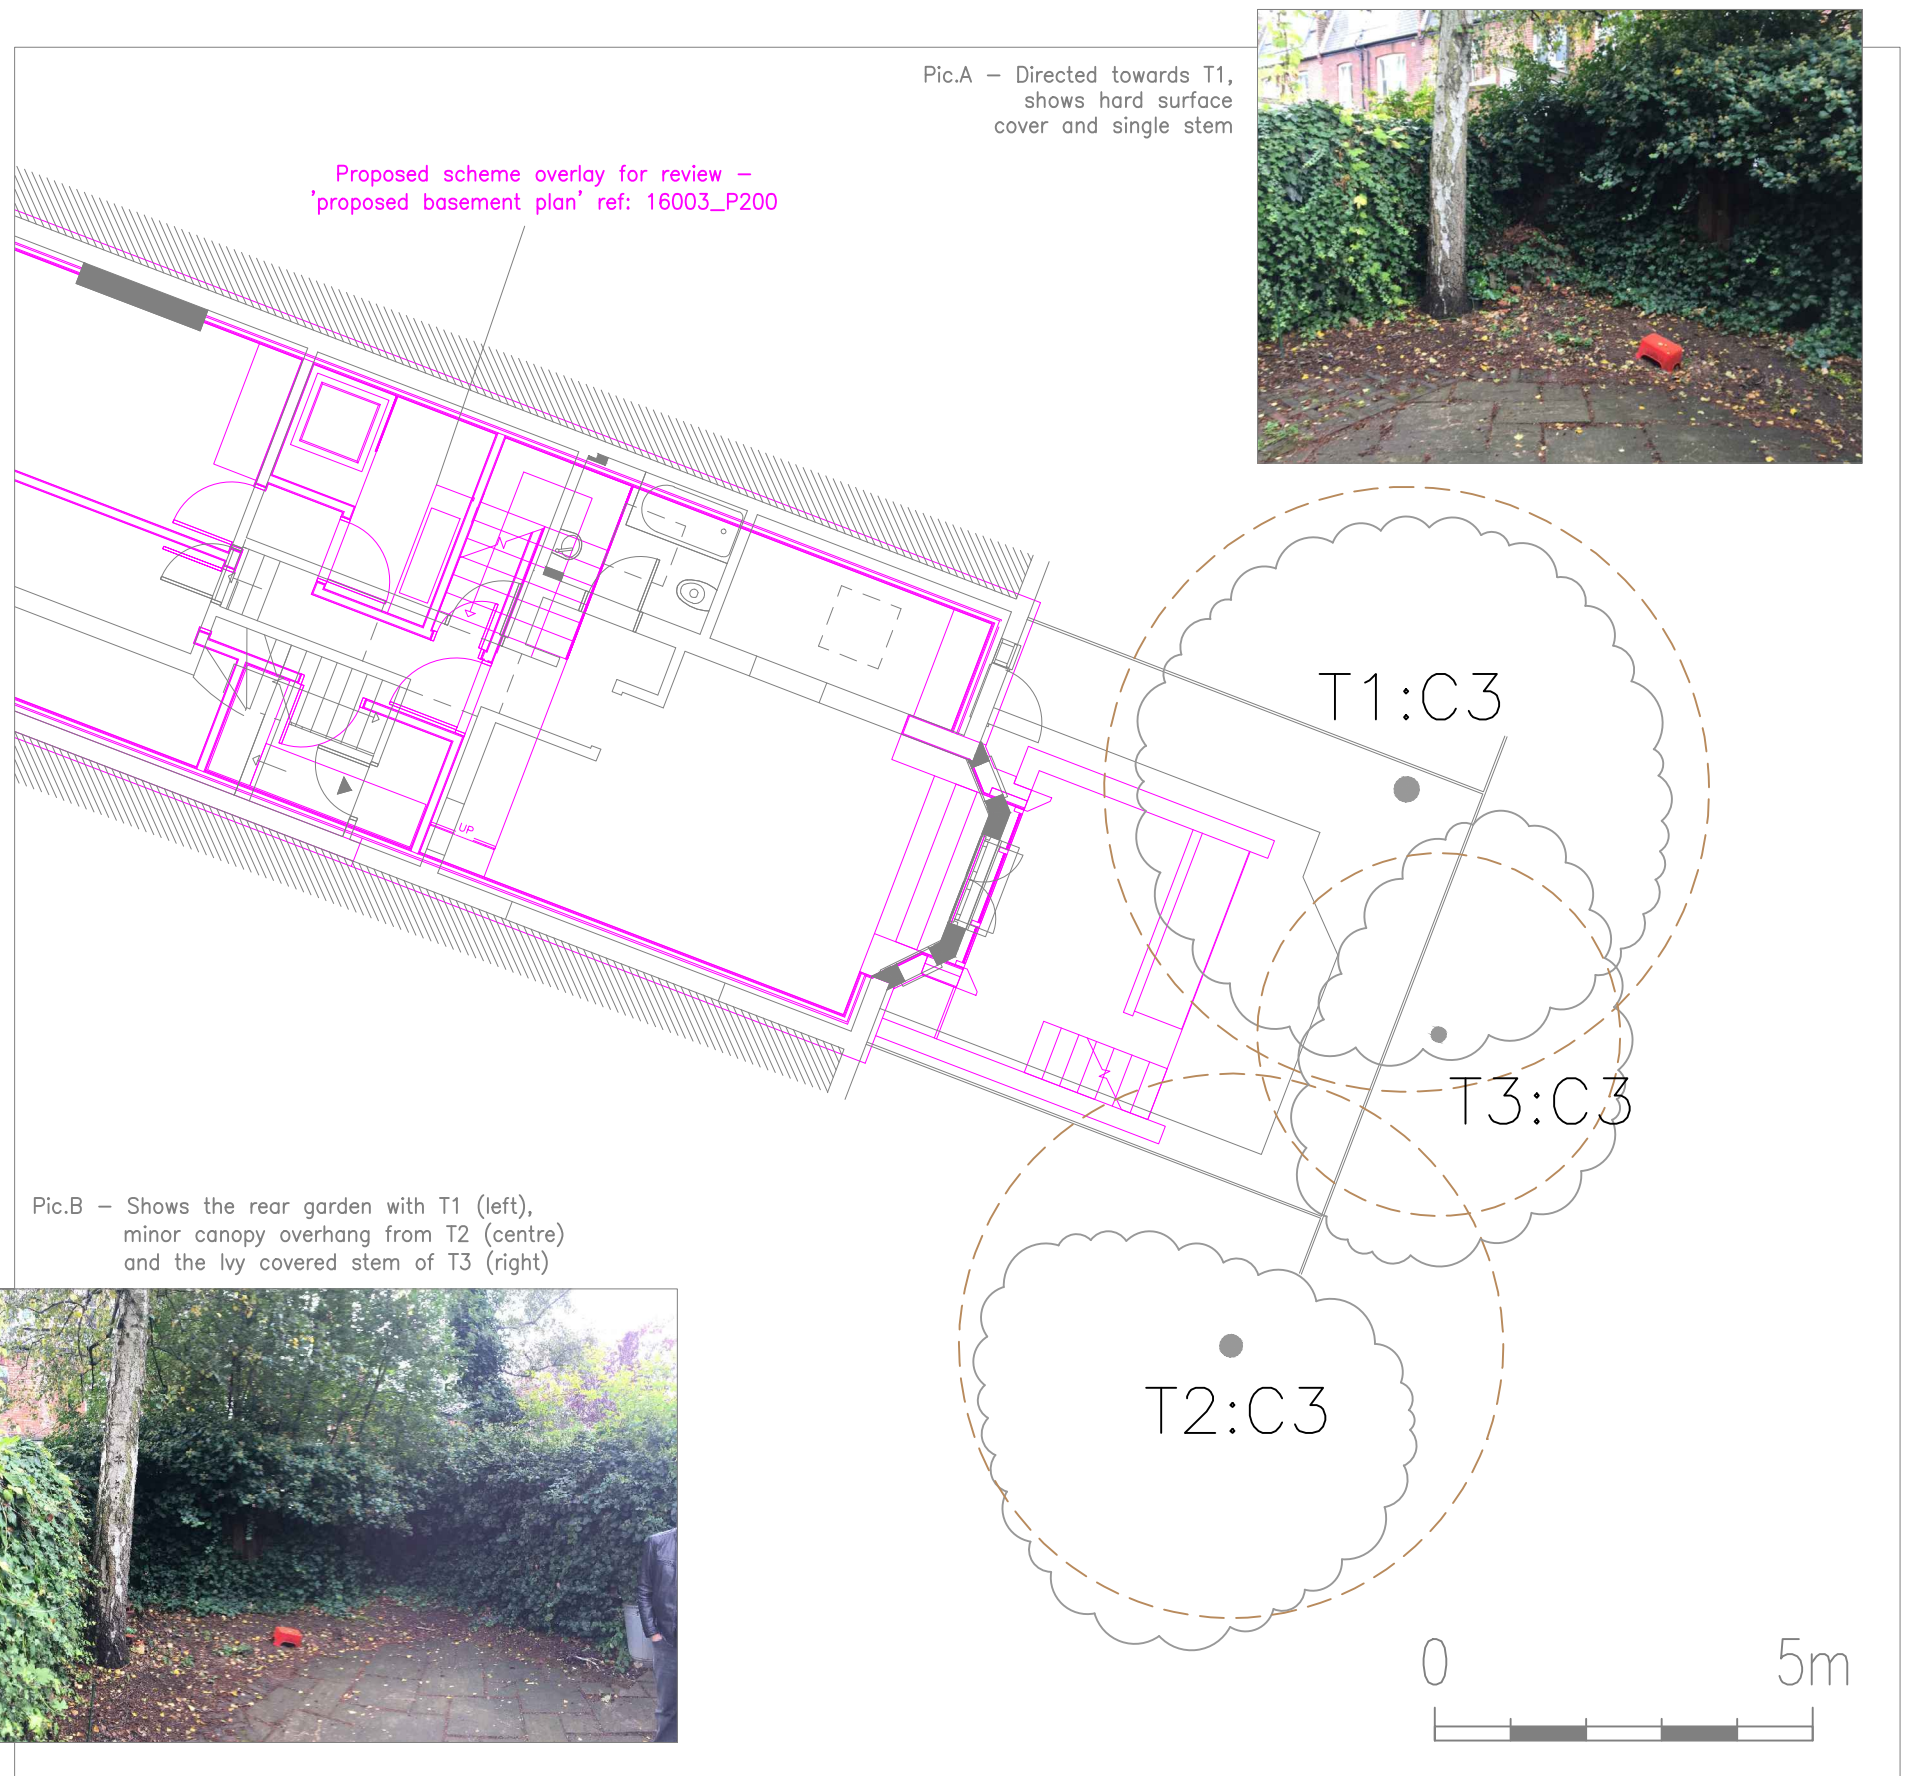 Pic.A – Directed towards T1,
shows hard surface
cover and single stem
Proposed scheme overlay for review –
'proposed basement plan' ref: 16003_P200
T1:C3
UP
T3:C3
Pic.B – Shows the rear garden with T1 (left),
minor canopy overhang from T2 (centre)
and the Ivy covered stem of T3 (right)
T2:C3
0 5m